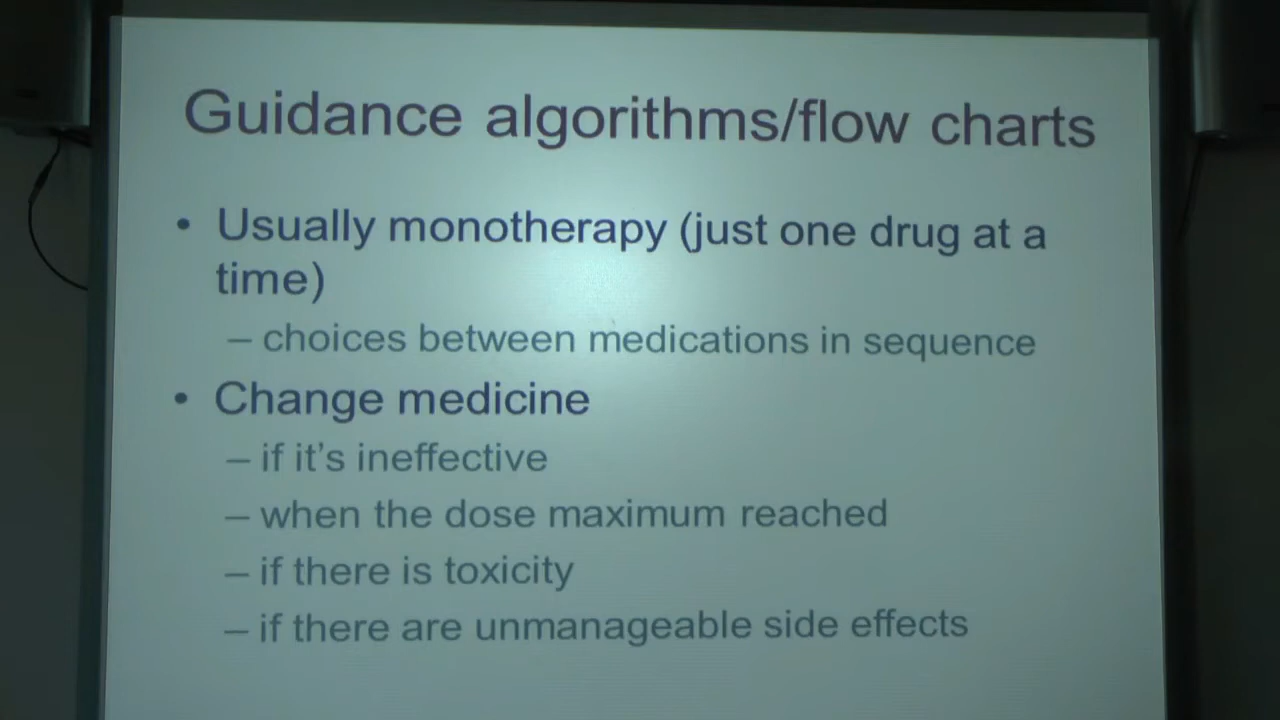 Guidance algorithms/flow charts
• Usually monotherapy (just one drug at a
time)
– choices between medications in sequence
• Change medicine
– if it’s ineffective
– when the dose maximum reached
– if there is toxicity
– if there are unmanageable side effects